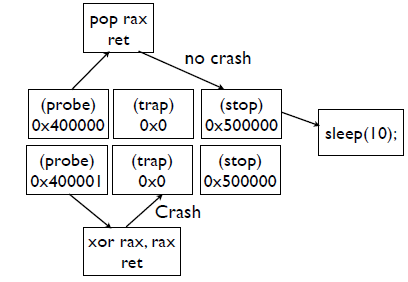 pop rax
ret
no crash
(probe) (trap) (stop)
0x400000 0x0 0x500000
sleep(10);
(probe) (trap) (stop)
0x400001 0x0 0x500000
Crash
xor rax, rax
ret